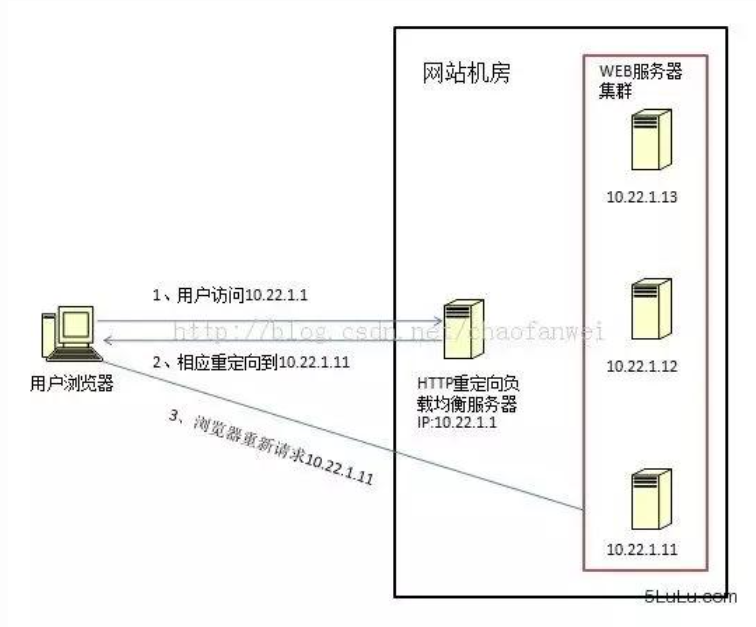 网站机房
WEB服务器
集群
10.22.1.13
1、用户访问10.22.1.1
http://blog.csdn.net/chaofanwei
2、相应重定向到10.22.1.11
10.22.1.12
用户浏览器
HTTP重定向负
载均衡服务器
IP:10.22.1.1
3、浏览器重新请求10.22.1.11
10.22.1.11
5LuLu.com